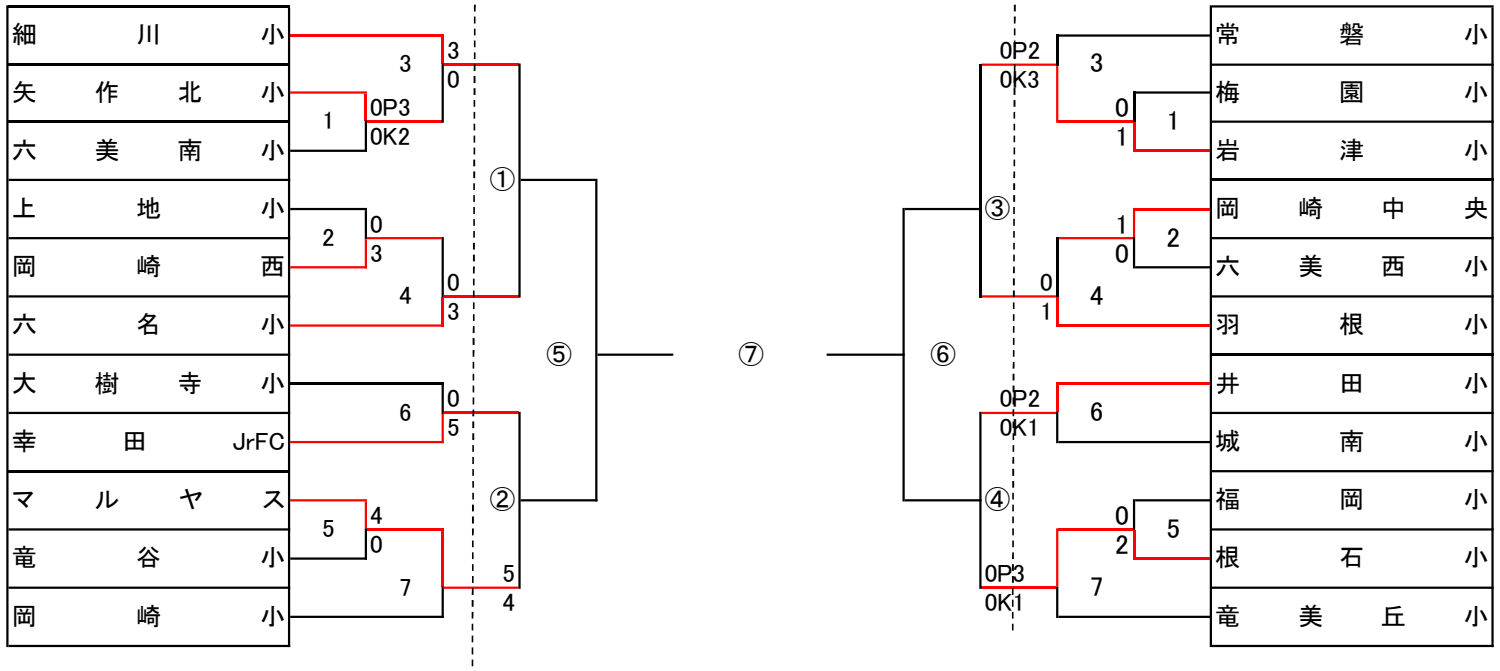 細川小
3
3
0
矢作北小
1
0P3
0K2
六美南小
①
上地小
2
0
3
岡崎西
4
0
3
六名小
⑤
大樹寺小
6
0
5
幸田JrFC
②
マルヤス
5
4
0
竜谷小
7
5
4
岡崎小
⑦
常磐小
0P2
0K3
3
梅園小
0
1
1
岩津小
③
岡崎中央
1
0
2
六美西小
0
1
4
羽根小
⑥
井田小
0P2
0K1
6
城南小
④
福岡小
0
2
5
根石小
0P3
0K1
7
竜美丘小